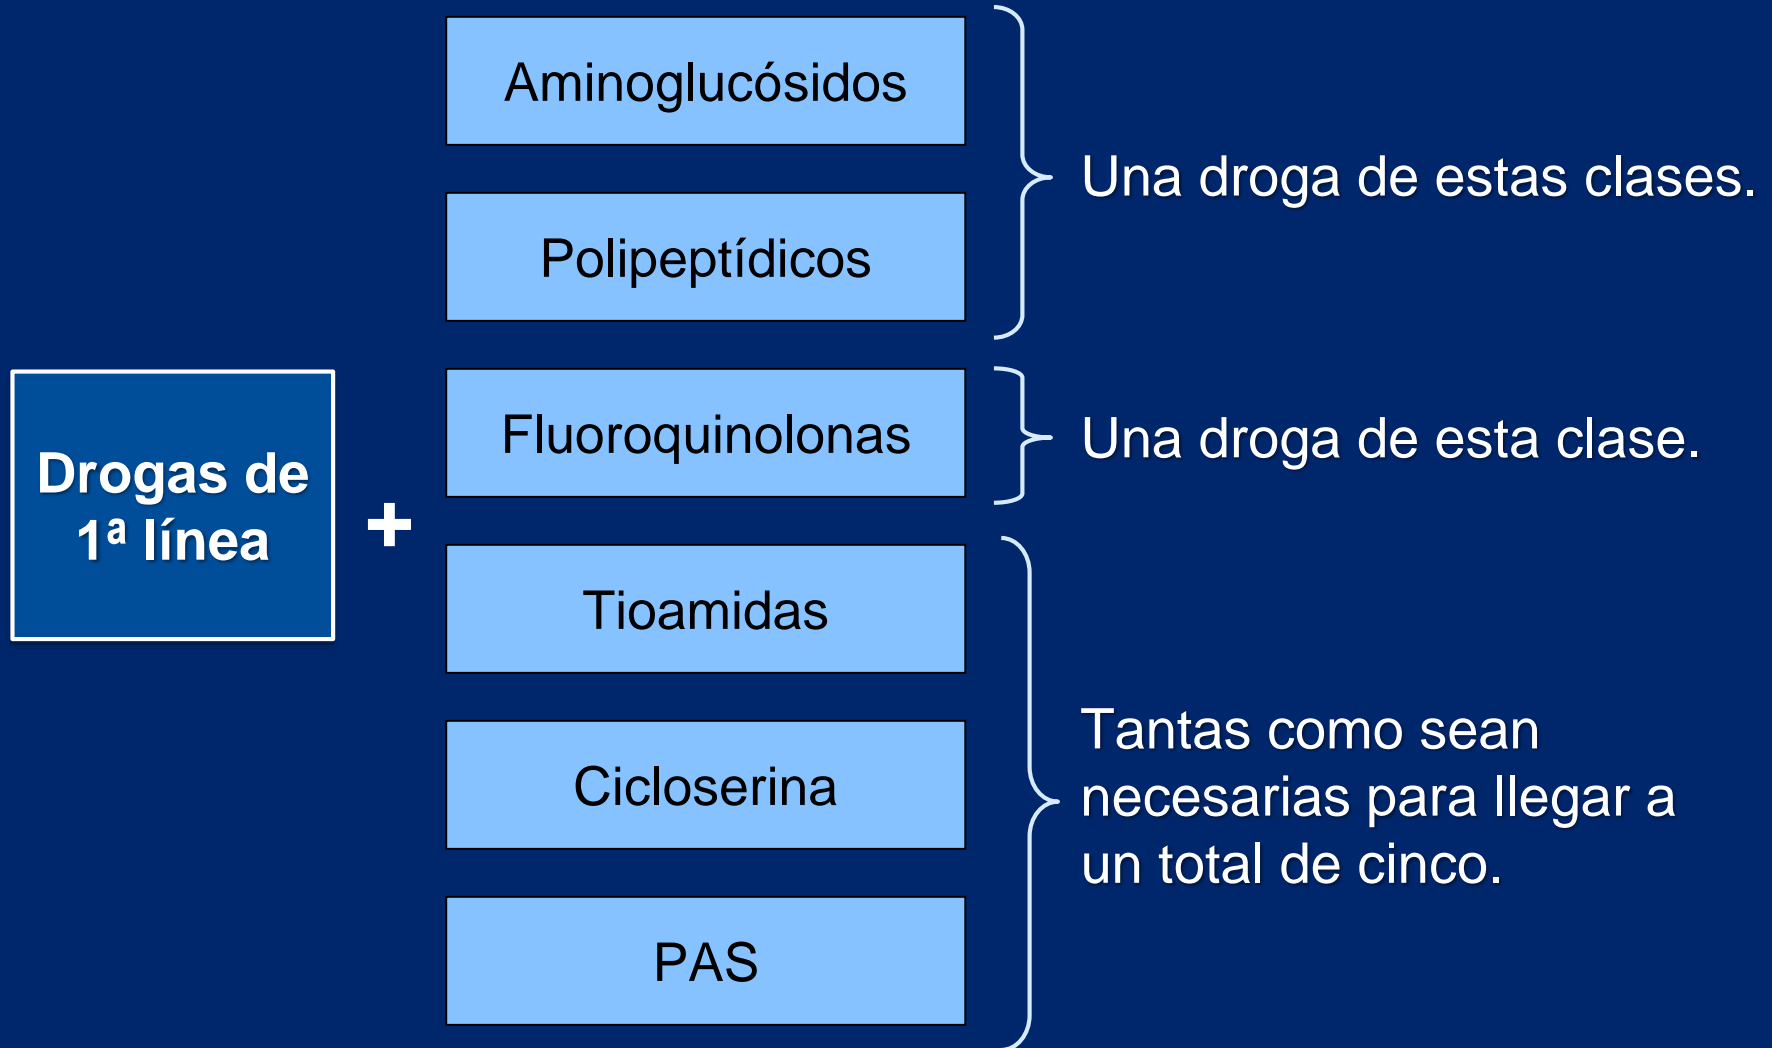 Aminoglucósidos
Polipeptídicos
Una droga de estas clases.
Drogas de
1ª línea
+
Fluoroquinolonas
Una droga de esta clase.
Tioamidas
Cicloserina
PAS
Tantas como sean
necesarias para llegar a
un total de cinco.